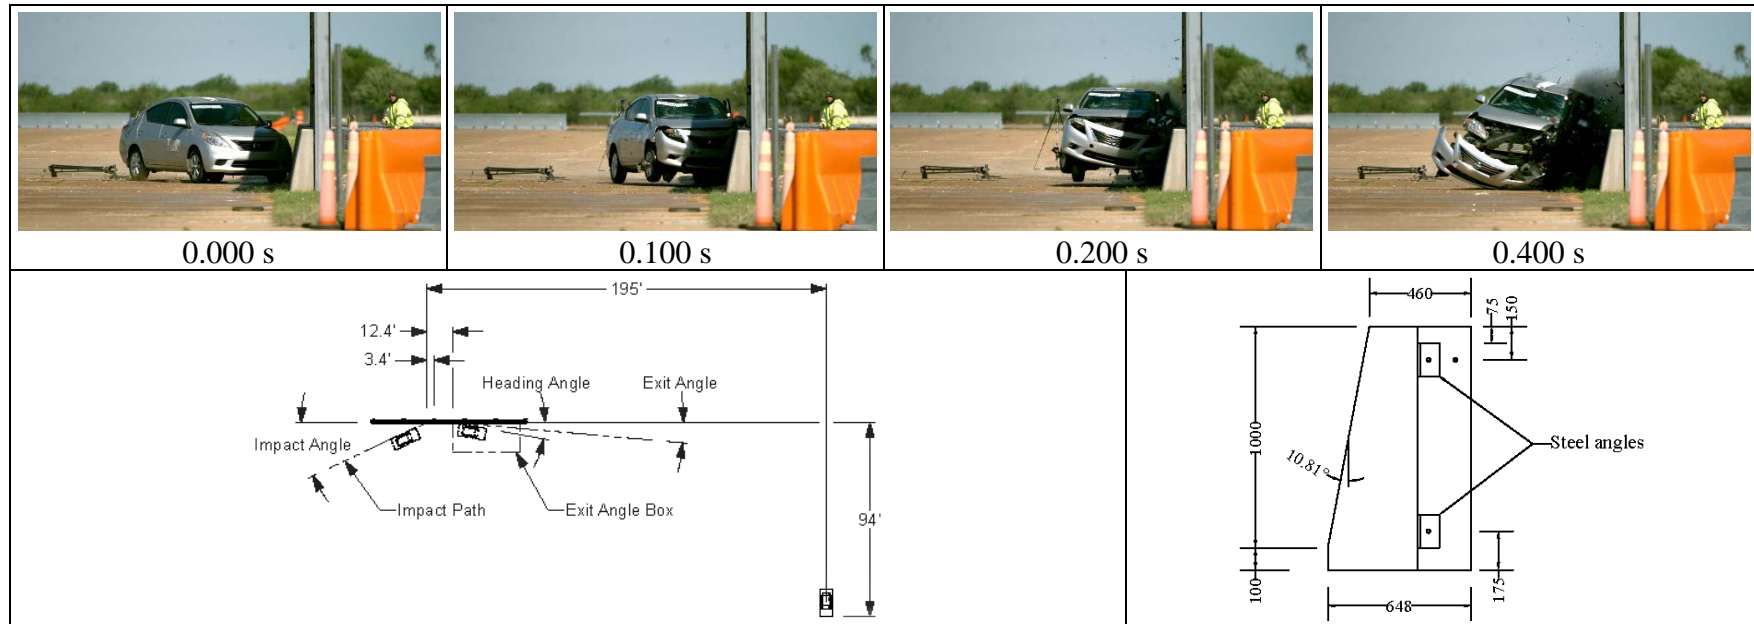 0.000 s
0.100 s
0.200 s
0.400 s
195'
12.4'
3.4'
Heading Angle
Exit Angle
Impact Angle
Impact Path
Exit Angle Box
94'
460
75
150
1000
10.81°
Steel angles
100
175
648